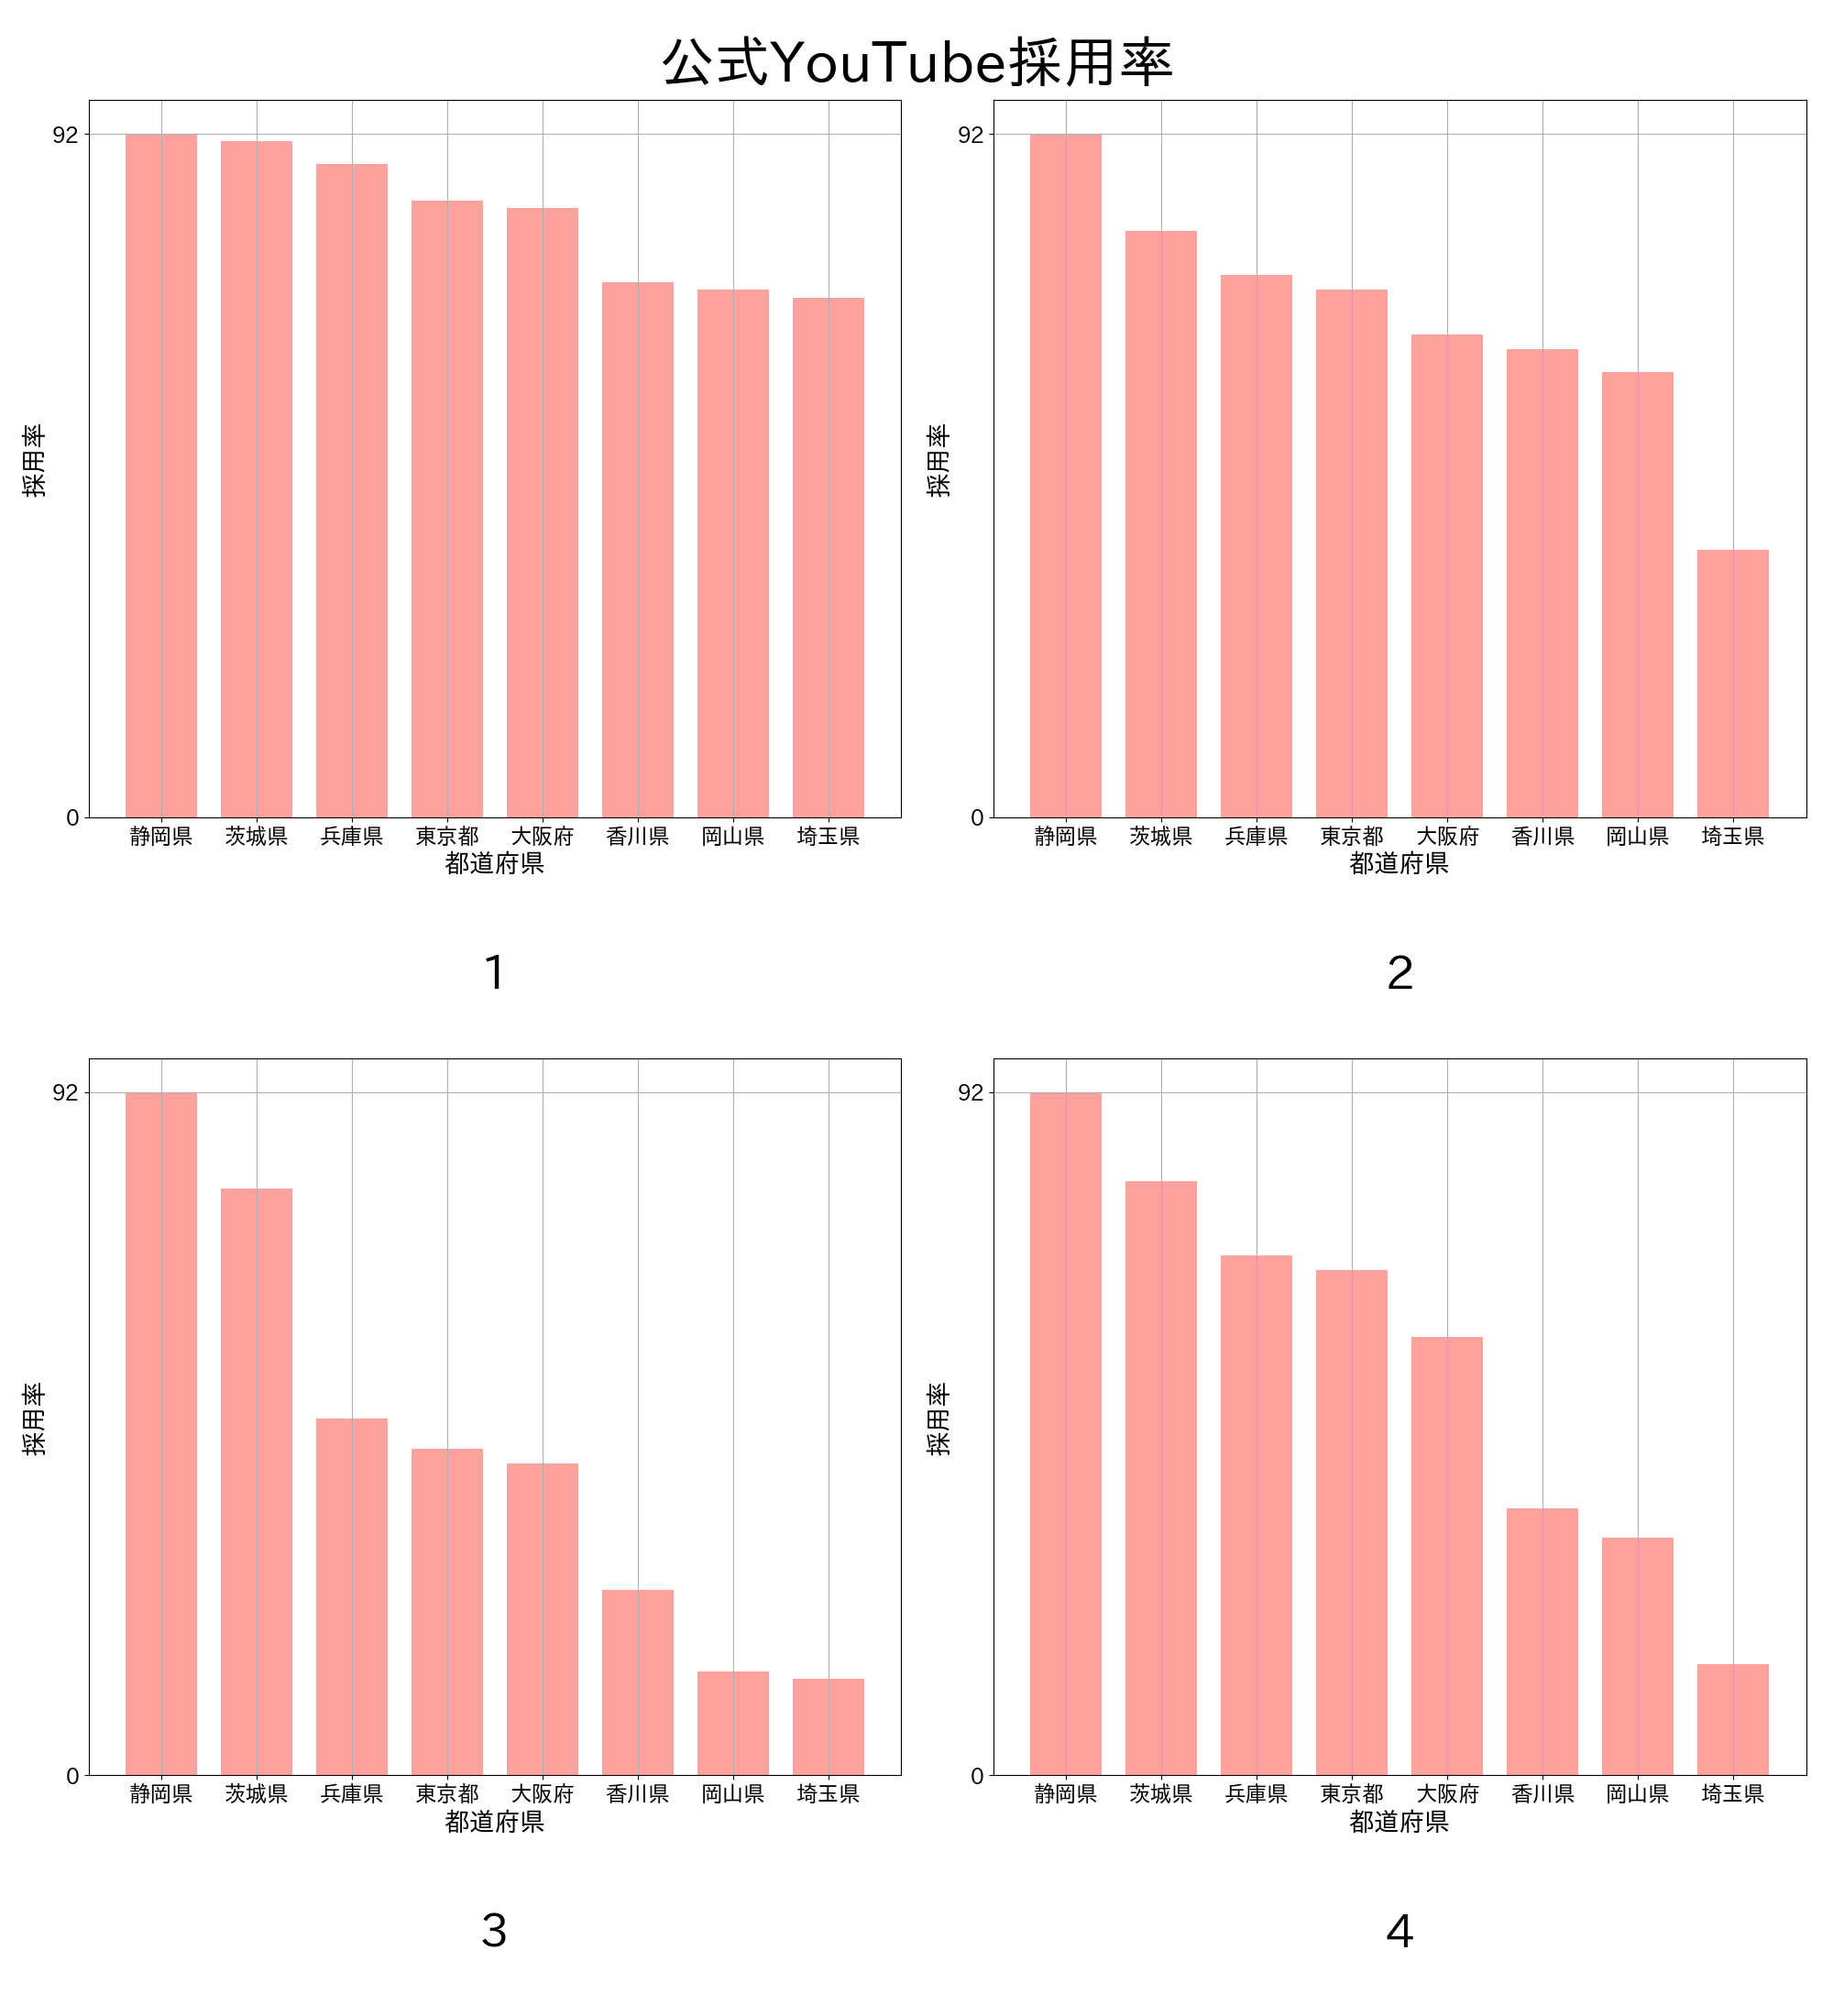 公式YouTube採用率
92
0
採用率
静岡県 茨城県 兵庫県 東京都 大阪府 香川県 岡山県 埼玉県
都道府県
1
92
0
採用率
静岡県 茨城県 兵庫県 東京都 大阪府 香川県 岡山県 埼玉県
都道府県
2
92
0
採用率
静岡県 茨城県 兵庫県 東京都 大阪府 香川県 岡山県 埼玉県
都道府県
3
92
0
採用率
静岡県 茨城県 兵庫県 東京都 大阪府 香川県 岡山県 埼玉県
都道府県
4